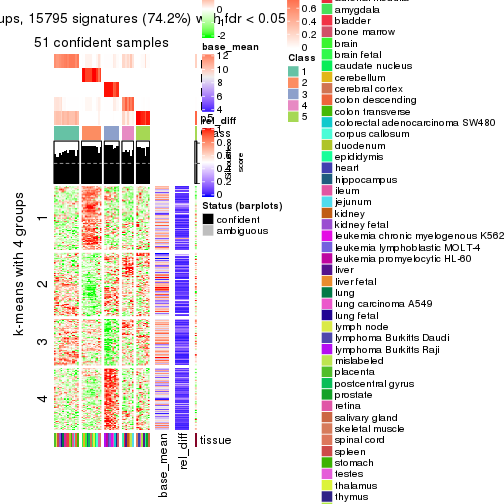 ups, 15795 signatures (74.2%) with fdr < 0.05
51 confident samples
k-means with 4 groups
1
2
3
4
base_mean
rel_diff
tissue
0
-2
base_mean
12
10
8
6
4
rel_diff
0.8
0.6
0.4
0.2
0
score
Status (barplots)
confident
ambiguous
0.6
0.4
0.2
0
Class
1
2
3
4
5
amygdala
bladder
bone marrow
brain
brain fetal
caudate nucleus
cerebellum
cerebral cortex
colon descending
colon transverse
colorectal adenocarcinoma SW480
corpus callosum
duodenum
epididymis
heart
hippocampus
ileum
jejunum
kidney
kidney fetal
leukemia chronic myelogenous K562
leukemia lymphoblastic MOLT-4
leukemia promyelocytic HL-60
liver
liver fetal
lung
lung carcinoma A549
lung fetal
lymph node
lymphoma Burkitts Daudi
lymphoma Burkitts Raji
mislabeled
placenta
postcentral gyrus
prostate
retina
salivary gland
skeletal muscle
spinal cord
spleen
stomach
testes
thalamus
thymus